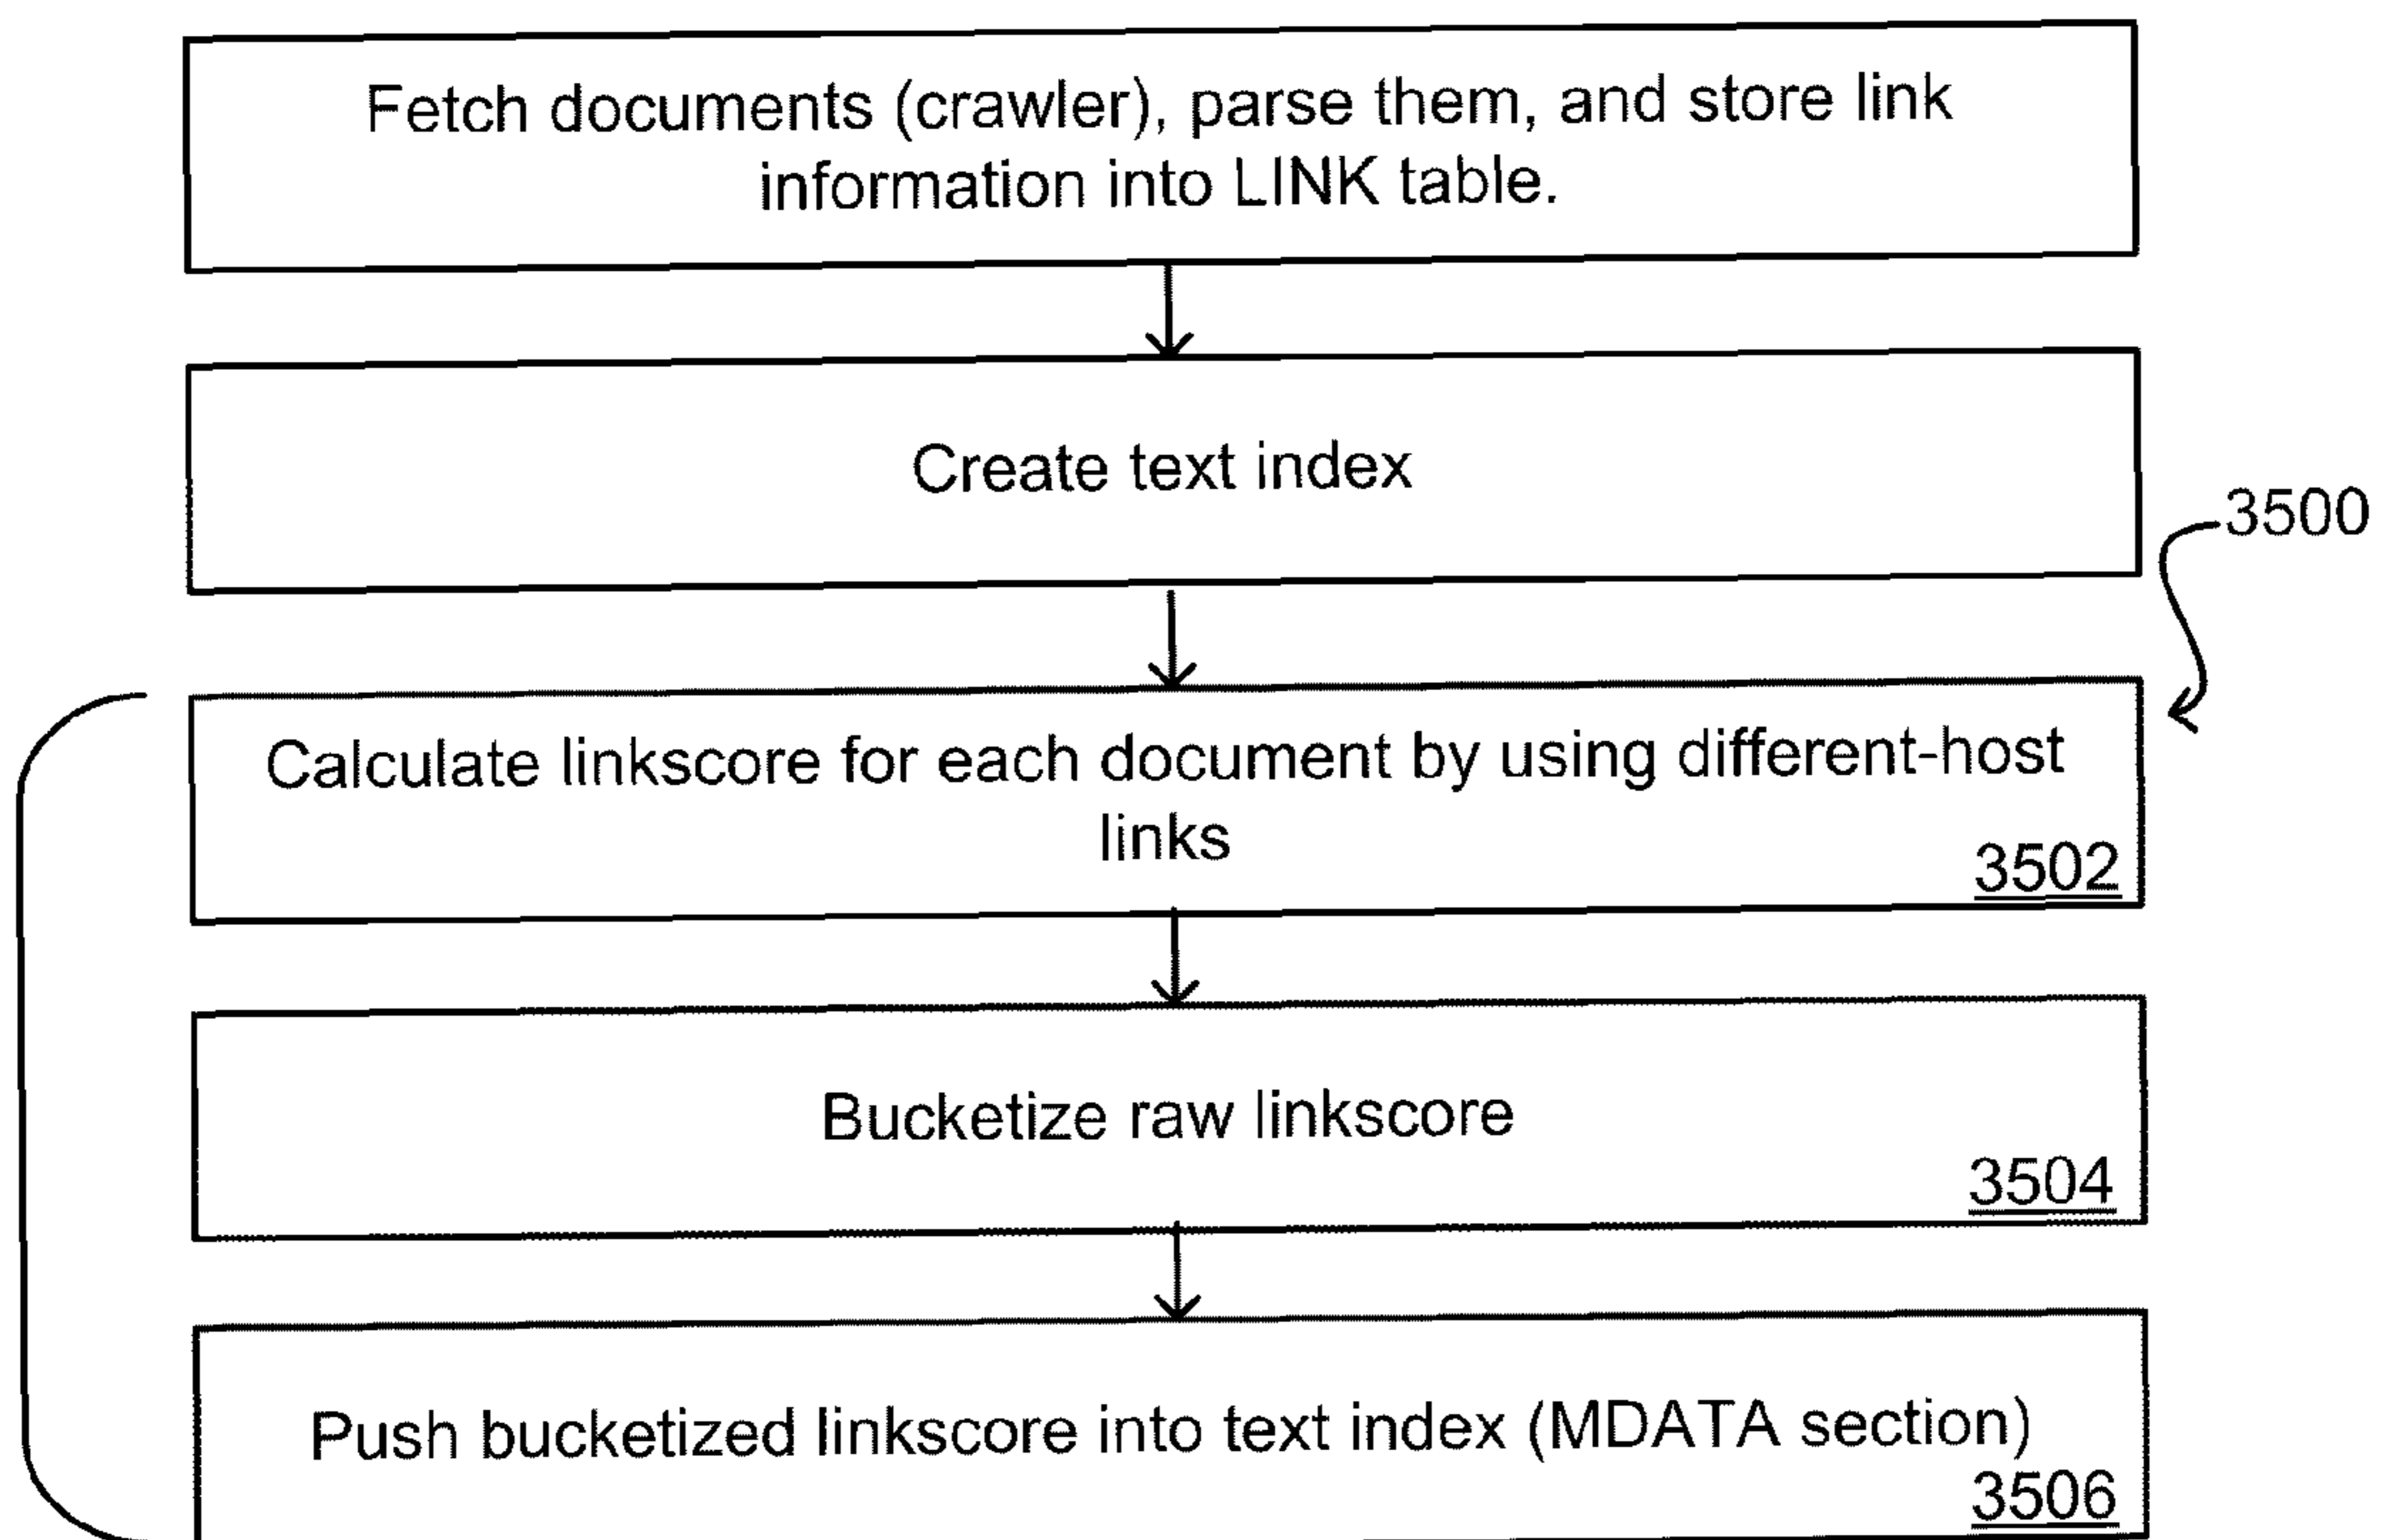 Fetch documents (crawler), parse them, and store link
information into LINK table.
Create text index
3500
Calculate linkscore for each document by using different-host
links
3502
Bucketize raw linkscore
3504
Push bucketized linkscore into text index (MDATA section)
3506